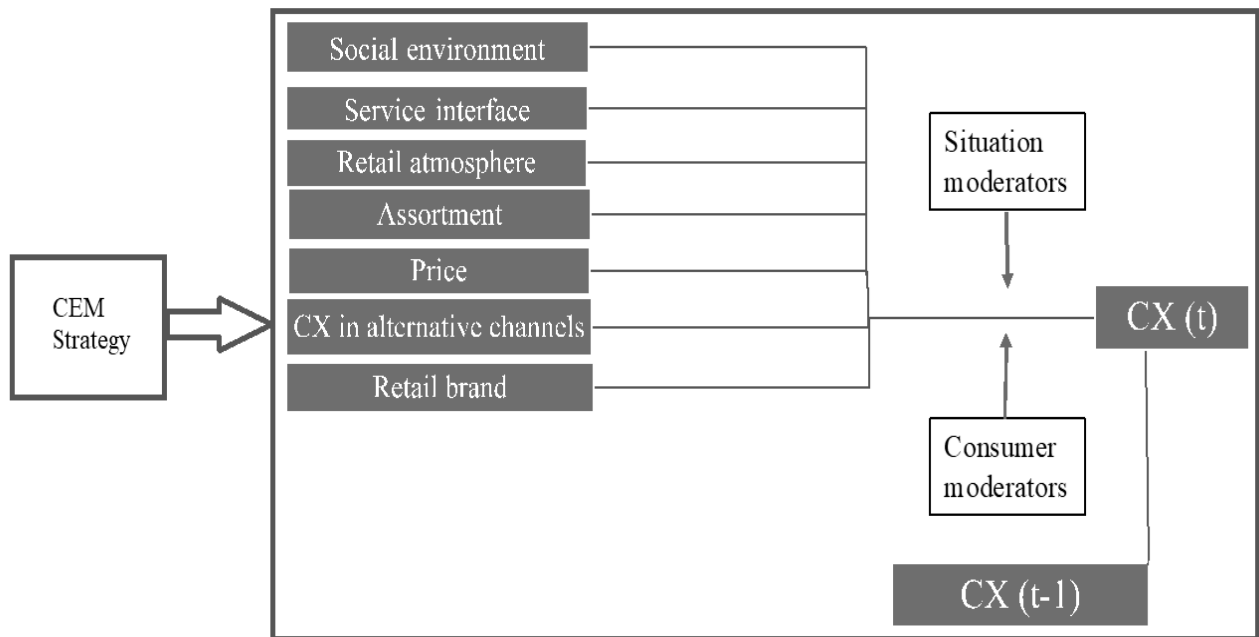 Social environment
Service interface
Retail atmosphere
Assortment
Price
CX in alternative channels
Retail brand
CEM
Strategy
Situation
moderators
CX (t)
Consumer
moderators
CX (t-1)